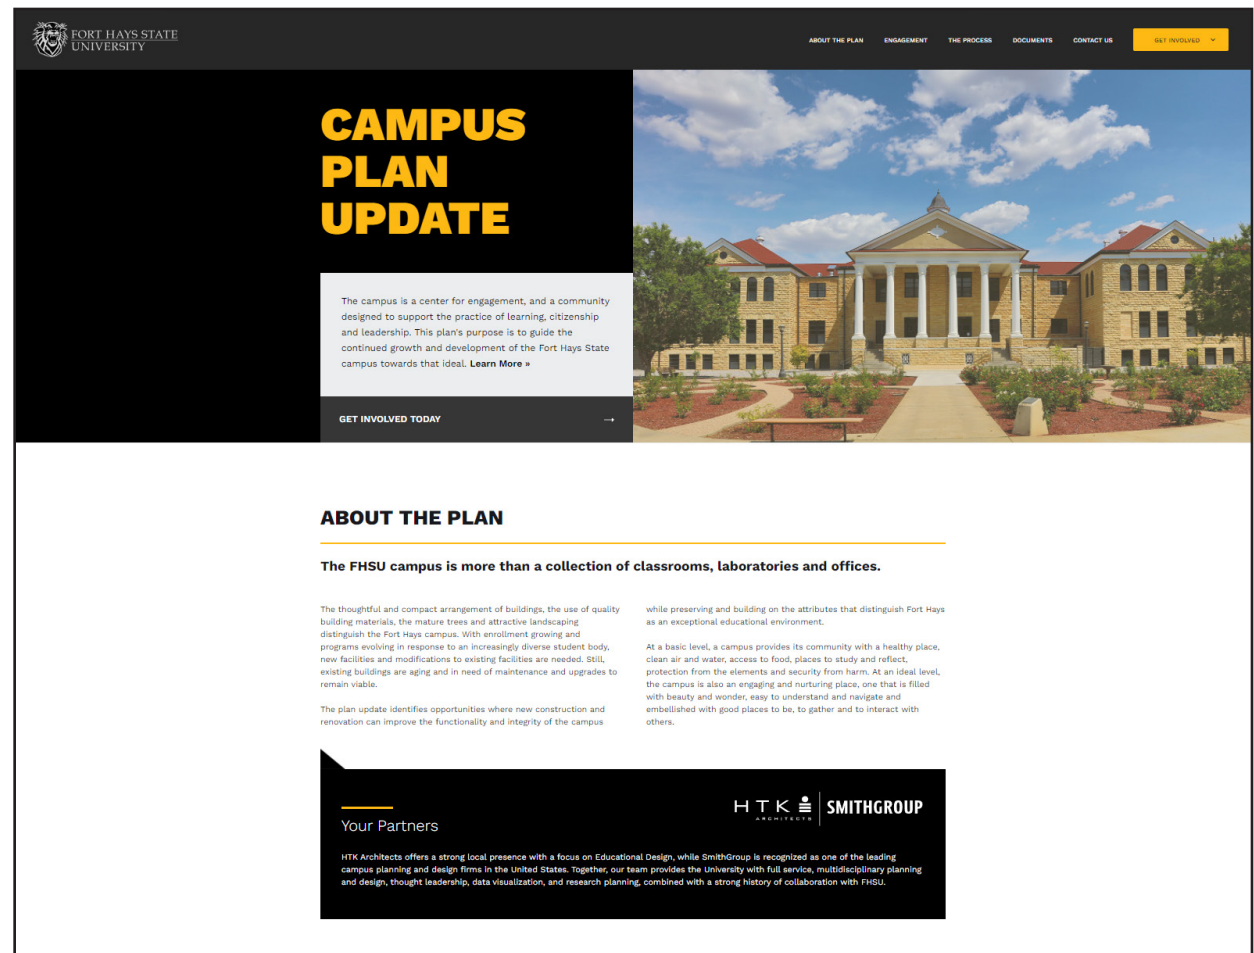 FORT HAYS STATE
UNIVERSITY
ABOUT THE PLAN
ENGAGEMENT
THE PROCESS
DOCUMENTS
CONTACT US
GET INVOLVED
CAMPUS
PLAN
UPDATE
The campus is a center for engagement, and a community
designed to support the practice of learning, citizenship
and leadership. This plan's purpose is to guide the
continued growth and development of the Fort Hays State
campus towards that ideal. Learn More »
GET INVOLVED TODAY →
ABOUT THE PLAN
The FHSU campus is more than a collection of classrooms, laboratories and offices.
The thoughtful and compact arrangement of buildings, the use of quality
building materials, the mature trees and attractive landscaping
distinguish the Fort Hays campus. With enrollment growing and
programs evolving in response to an increasingly diverse student body,
new facilities and modifications to existing facilities are needed. Still,
existing buildings are aging and in need of maintenance and upgrades to
remain viable.
The plan update identifies opportunities where new construction and
renovation can improve the functionality and integrity of the campus
while preserving and building on the attributes that distinguish Fort Hays
as an exceptional educational environment.
At a basic level, a campus provides its community with a healthy place,
clean air and water, access to food, places to study and reflect,
protection from the elements and security from harm. At an ideal level,
the campus is also an engaging and nurturing place, one that is filled
with beauty and wonder, easy to understand and navigate and
embellished with good places to be, to gather and to interact with
others.
HTK
ARCHITECTS
SMITHGROUP
Your Partners
HTK Architects offers a strong local presence with a focus on Educational Design, while SmithGroup is recognized as one of the leading
campus planning and design firms in the United States. Together, our team provides the University with full service, multidisciplinary planning
and design, thought leadership, data visualization, and research planning, combined with a strong history of collaboration with FHSU.